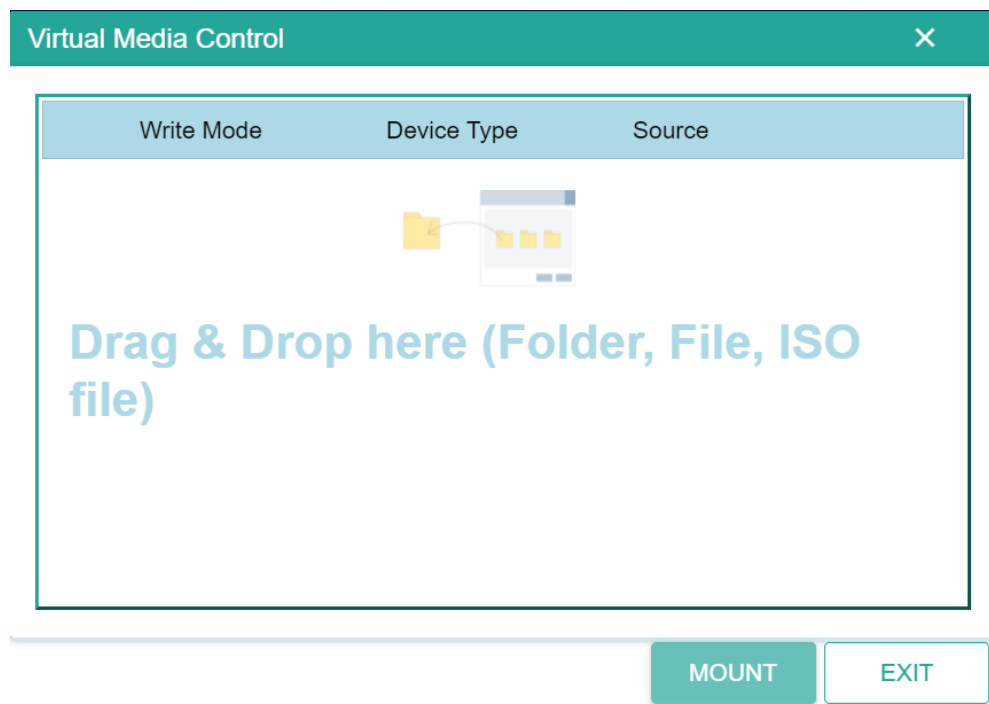 Virtual Media Control ×
Write Mode Device Type Source
Drag & Drop here (Folder, File, ISO
file)
MOUNT EXIT